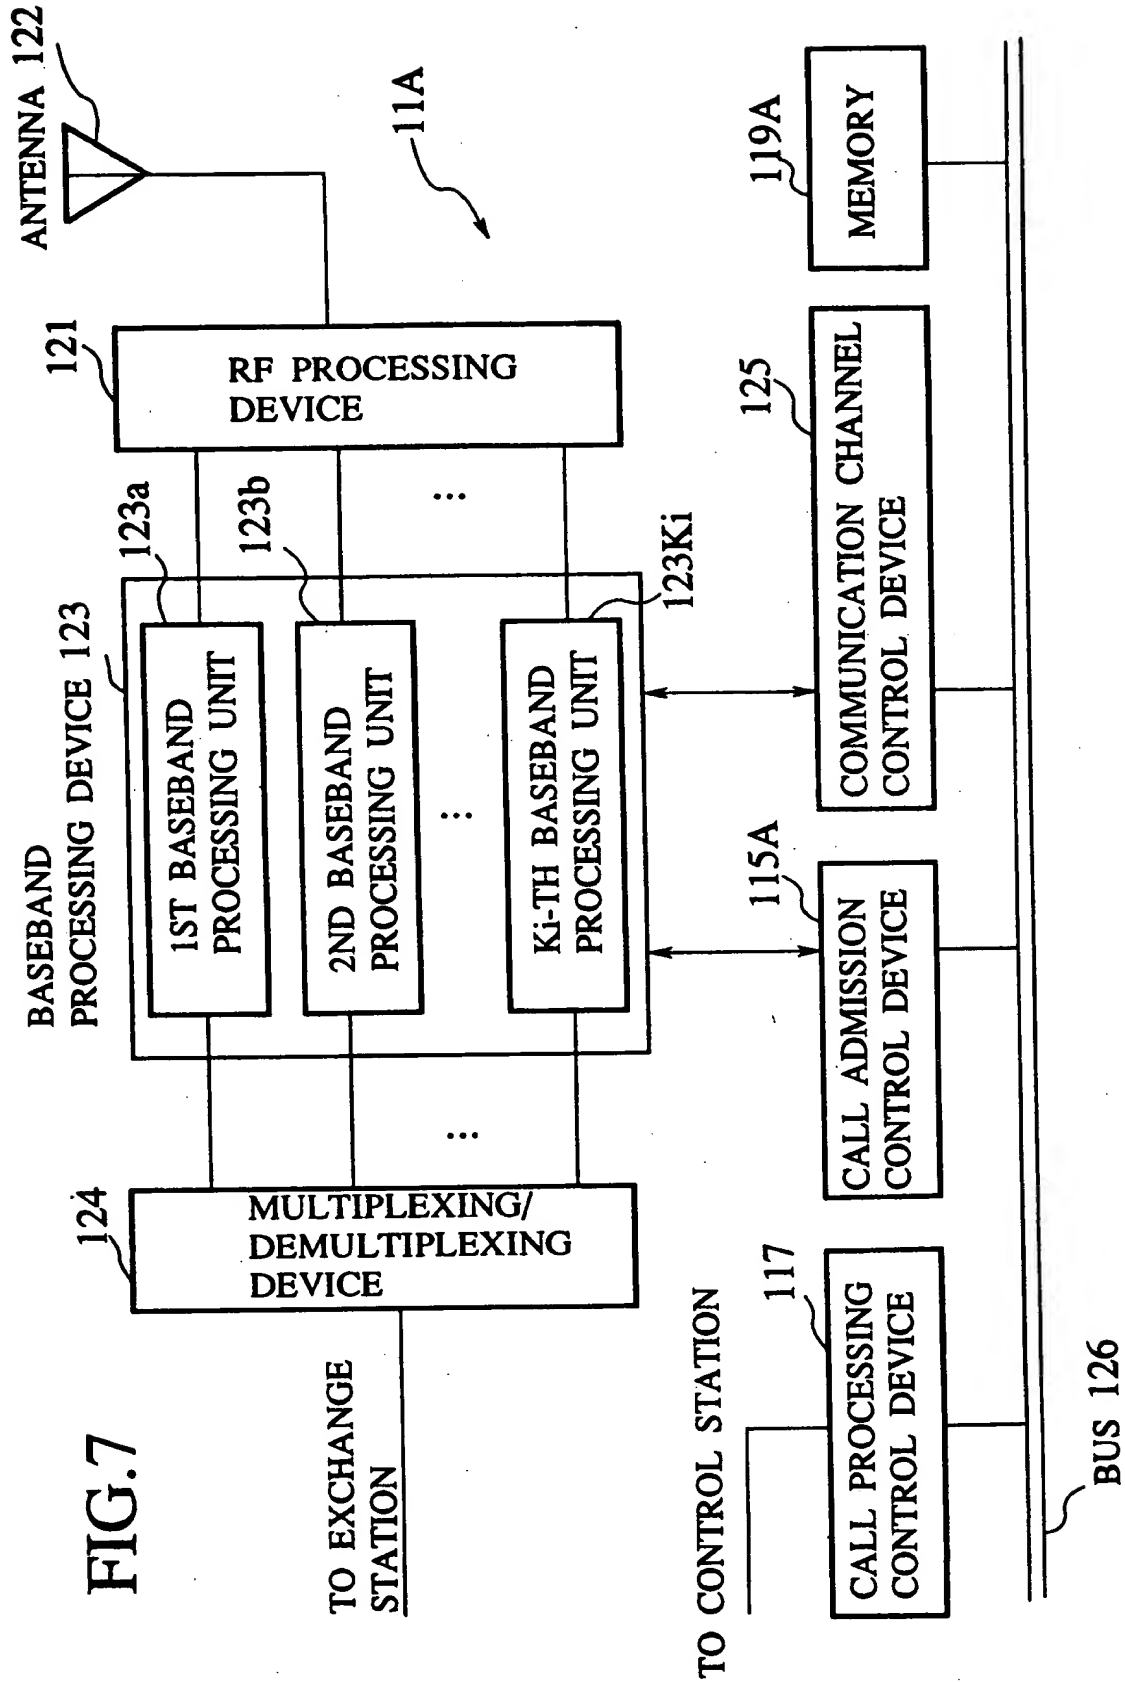 FIG.7
BASEBAND
PROCESSING DEVICE 123
ANTENNA 122
124
123a
123b
121
11A
MULTIPLEXING/
DEMULTIPLEXING
DEVICE
1ST BASEBAND
PROCESSING UNIT
2ND BASEBAND
PROCESSING UNIT
...
...
...
Ki-TH BASEBAND
PROCESSING UNIT
123Ki
RF PROCESSING
DEVICE
TO EXCHANGE
STATION
TO CONTROL STATION
117
115A
125
119A
CALL PROCESSING
CONTROL DEVICE
CALL ADMISSION
CONTROL DEVICE
COMMUNICATION CHANNEL
CONTROL DEVICE
MEMORY
BUS 126